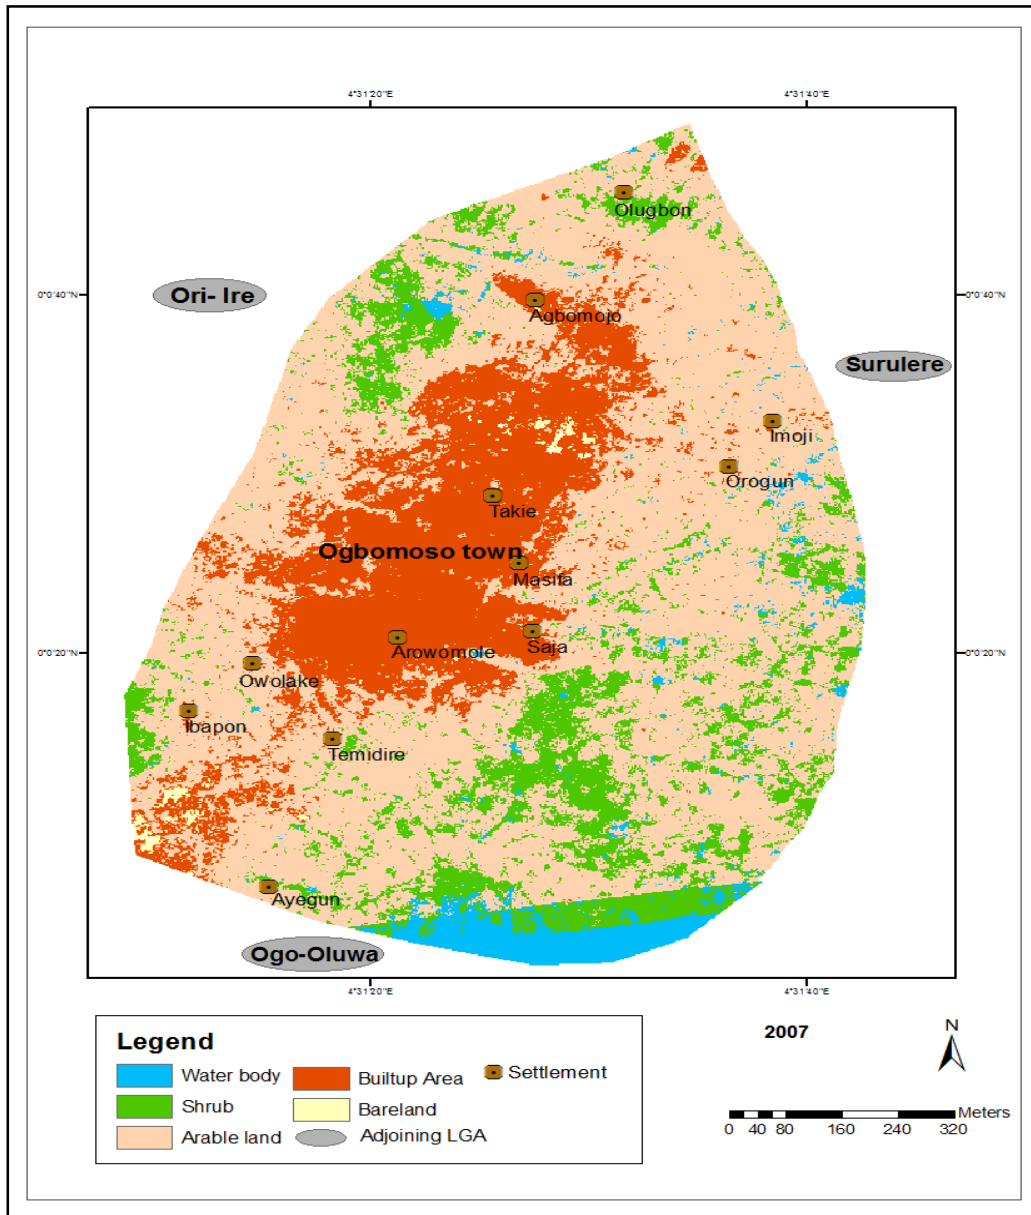 4°31'20"E
4°31'40"E
Olugbon
Ori- Ire
0°0'40"N
0°0'40"N
Agbomojo
Surulere
Imoji
Orogun
Takie
Ogbomoso town
Masifa
Saja
Arowomole
0°0'20"N
0°0'20"N
Owolake
Ibapon
Temidire
Ayegun
Ogo-Oluwa
4°31'20"E
4°31'40"E
Legend
Water body
Builtup Area
Settlement
Shrub
Bareland
Arable land
Adjoining LGA
2007
N
Meters
0 40 80 160 240 320